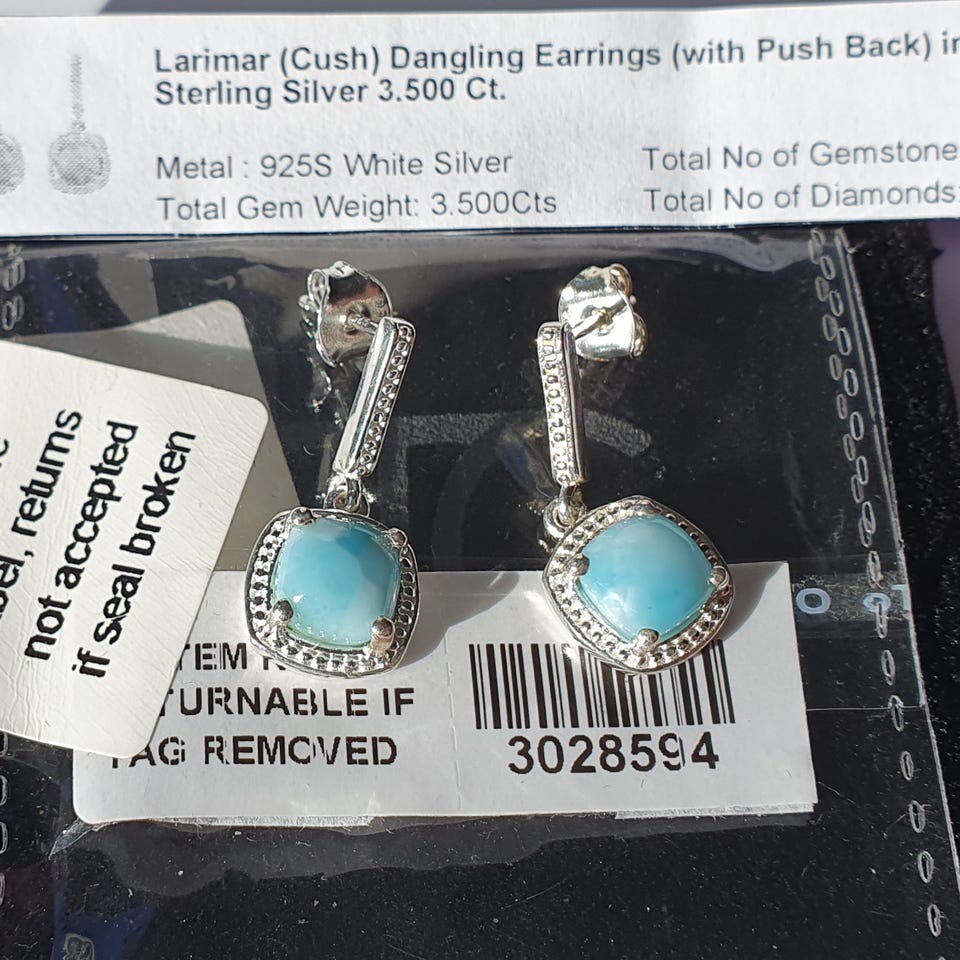 Larimar (Cush) Dangling Earrings (with Push Back) in
Sterling Silver 3.500 Ct.
Metal : 925S White Silver
Total Gem Weight: 3.500Cts
Total No of Gemstone
Total No of Diamonds:
returns
not accepted
if seal broken
TEM
TURNABLE IF
TAG REMOVED
3028594